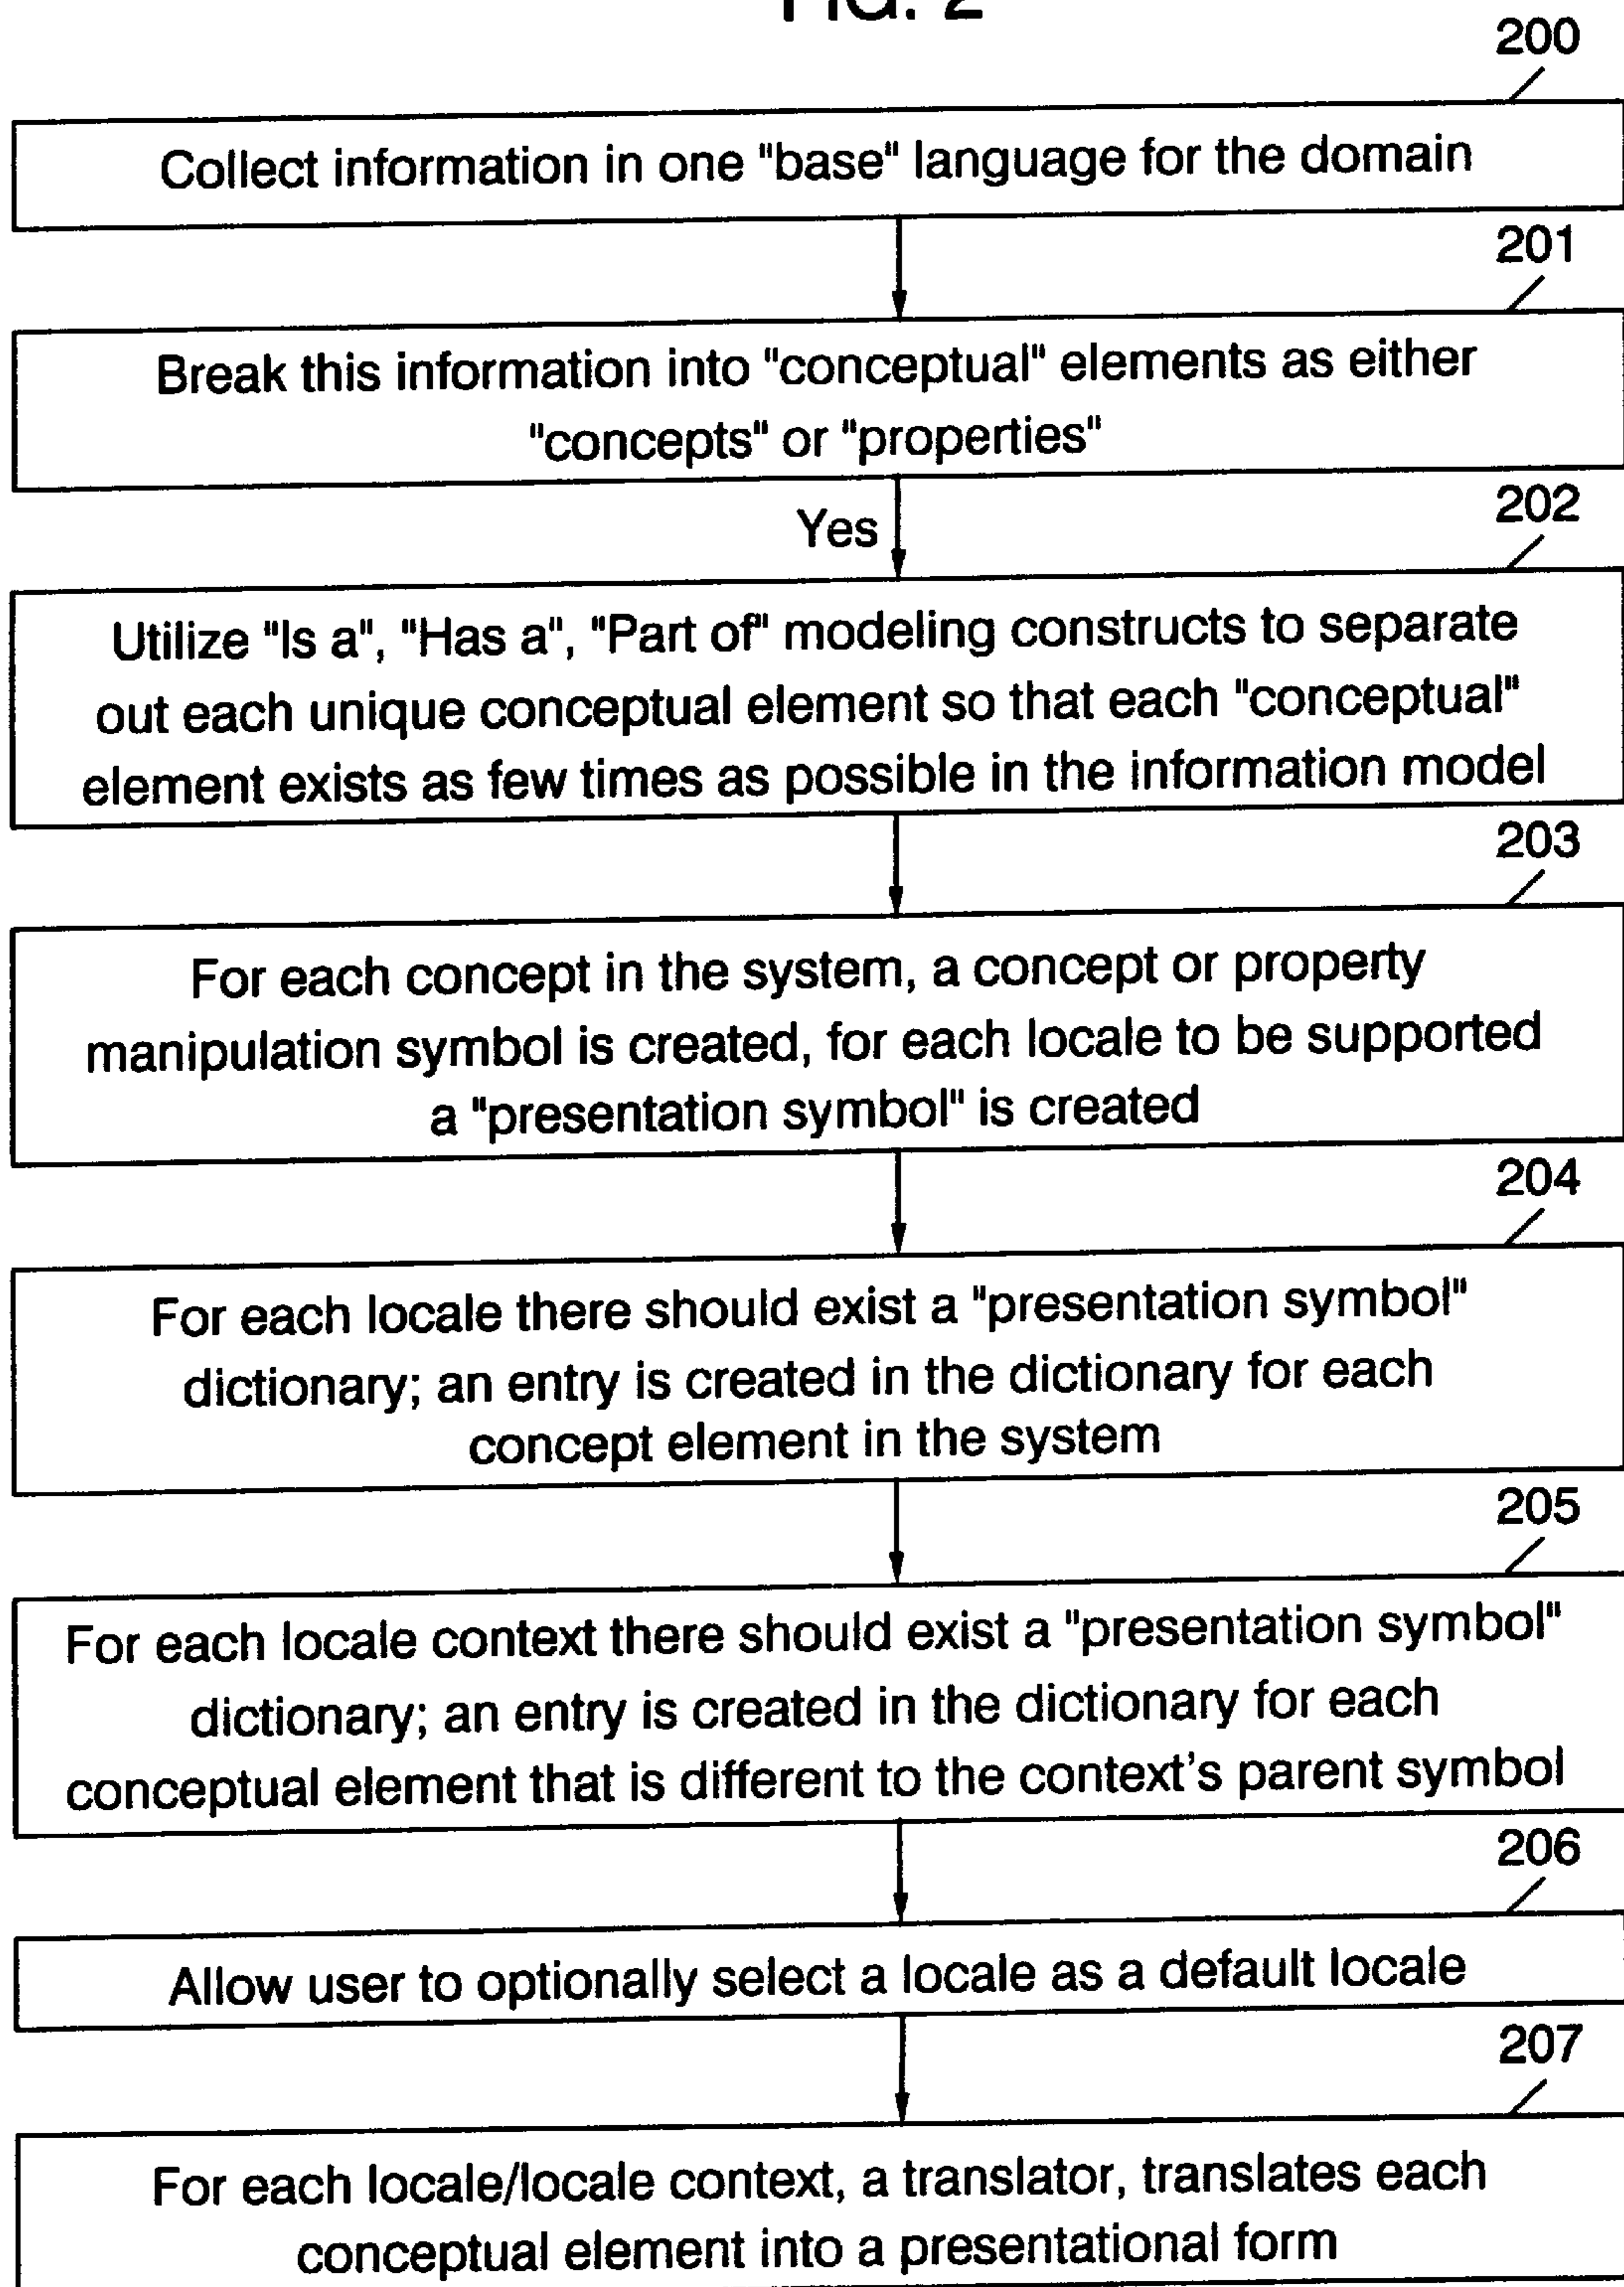 FIG. 2
200
Collect information in one "base" language for the domain
201
Break this information into "conceptual" elements as either
"concepts" or "properties"
Yes
202
Utilize "Is a", "Has a", "Part of" modeling constructs to separate
out each unique conceptual element so that each "conceptual"
element exists as few times as possible in the information model
203
For each concept in the system, a concept or property
manipulation symbol is created, for each locale to be supported
a "presentation symbol" is created
204
For each locale there should exist a "presentation symbol"
dictionary; an entry is created in the dictionary for each
concept element in the system
205
For each locale context there should exist a "presentation symbol"
dictionary; an entry is created in the dictionary for each
conceptual element that is different to the context's parent symbol
206
Allow user to optionally select a locale as a default locale
207
For each locale/locale context, a translator, translates each
conceptual element into a presentational form